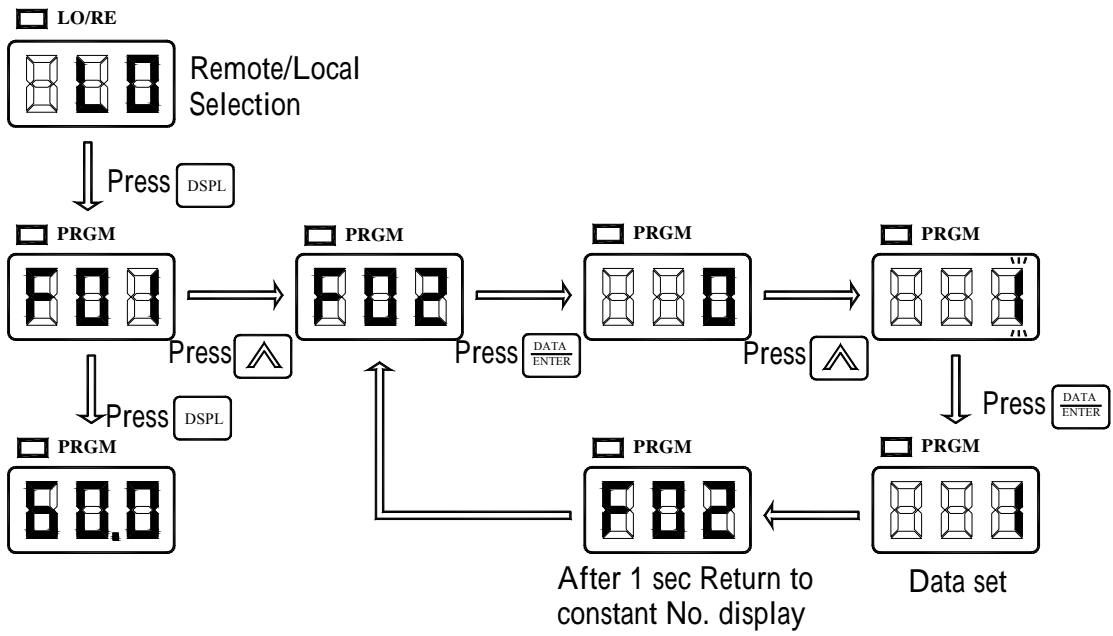 LO/RE
LO
Remote/Local
Selection
Press DSPL
PRGM
F01
Press
PRGM
F02
Press DATA
ENTER
PRGM
0
Press
PRGM
1
Press DATA
ENTER
Press DSPL
PRGM
60.0
PRGM
F02
After 1 sec Return to
constant No. display
PRGM
1
Data set